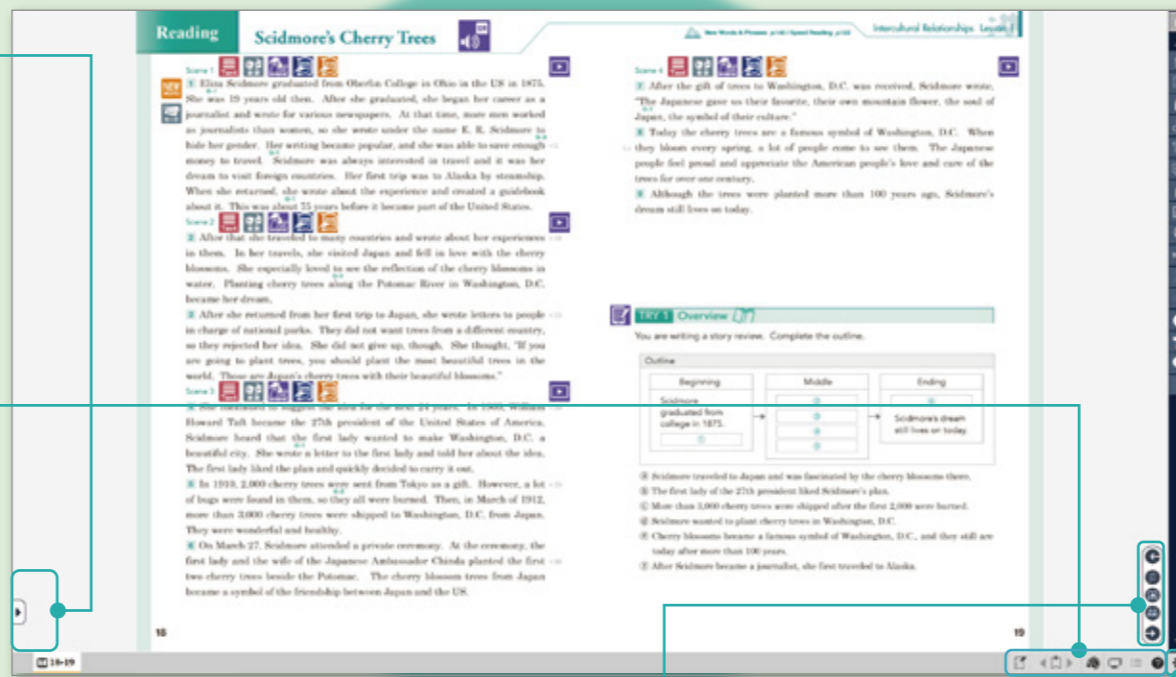 Reading
Scidmore's Cherry Trees
New Words & Phrases
Speed Reading
Intercultural Relationships Lesson 1
Scene 1
1 Eliza Scidmore graduated from Oberlin College in Ohio in the US in 1875.
She was 19 years old then. After she graduated, she began her career as a
journalist and wrote for various newspapers. At that time, more men worked
as journalists than women, so she wrote under the name E. R. Scidmore to
hide her gender. Her writing became popular, and she was able to save enough
money to travel. Scidmore was always interested in travel and it was her
dream to visit foreign countries. Her first trip was to Alaska by steamship.
When she returned, she wrote about the experience and created a guidebook
about it. This was about 75 years before it became part of the United States.
Scene 2
2 After that she traveled to many countries and wrote about her experiences
in them. In her travels, she visited Japan and fell in love with the cherry
blossoms. She especially loved to see the reflection of the cherry blossoms in
water. Planting cherry trees along the Potomac River in Washington, D.C.
became her dream.
3 After she returned from her first trip to Japan, she wrote letters to people
in charge of national parks. They did not want trees from a different country,
so they rejected her idea. She did not give up, though. She thought, "If you
are going to plant trees, you should plant the most beautiful trees in the
world. Those are Japan's cherry trees with their beautiful blossoms."
Scene 3
4 She continued to suggest the idea for the next 24 years. In 1909, William
Howard Taft became the 27th president of the United States of America.
Scidmore heard that the first lady wanted to make Washington, D.C. a
beautiful city. She wrote a letter to the first lady and told her about the idea.
The first lady liked the plan and quickly decided to carry it out.
5 In 1910, 2,000 cherry trees were sent from Tokyo as a gift. However, a lot
of bugs were found in them, so they all were burned. Then, in March of 1912,
more than 3,000 cherry trees were shipped to Washington, D.C. from Japan.
They were wonderful and healthy.
6 On March 27, Scidmore attended a private ceremony. At the ceremony, the
first lady and the wife of the Japanese Ambassador Chinda planted the first
two cherry trees beside the Potomac. The cherry blossom trees from Japan
became a symbol of the friendship between Japan and the US.
18
Scene 4
7 After the gift of trees to Washington, D.C. was received, Scidmore wrote,
"The Japanese gave us their favorite, their own mountain flower, the soul of
Japan, the symbol of their culture."
8 Today the cherry trees are a famous symbol of Washington, D.C. When
they bloom every spring, a lot of people come to see them. The Japanese
people feel proud and appreciate the American people's love and care of the
trees for over one century.
9 Although the trees were planted more than 100 years ago, Scidmore's
dream still lives on today.
TRY 1 Overview
You are writing a story review. Complete the outline.
Outline
Beginning
Middle
Ending
Scidmore
graduated from
college in 1875.
①
②
③
④
⑤
⑥
Scidmore's dream
still lives on today.
ⓐ Scidmore traveled to Japan and was fascinated by the cherry blossoms there.
ⓑ The first lady of the 27th president liked Scidmore's plan.
ⓒ More than 3,000 cherry trees were shipped after the first 2,000 were burned.
ⓓ Scidmore wanted to plant cherry trees in Washington, D.C.
ⓔ Cherry blossoms became a famous symbol of Washington, D.C., and they still are
today after more than 100 years.
ⓕ After Scidmore became a journalist, she first traveled to Alaska.
19
18-19